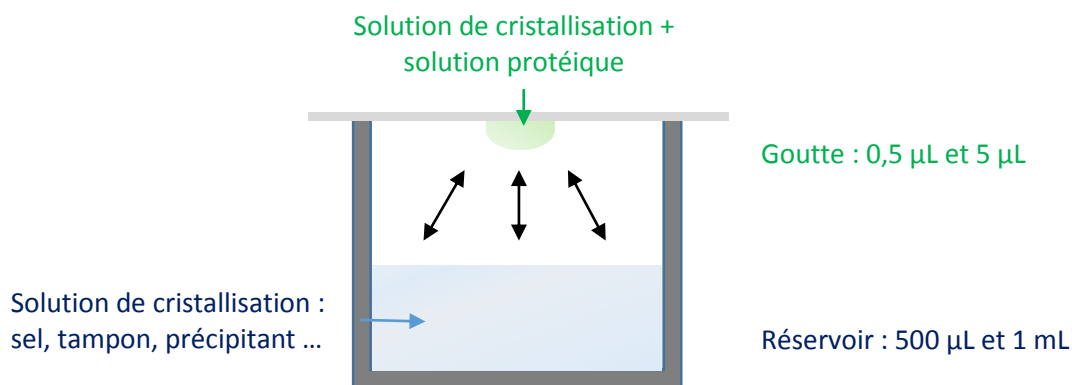 Solution de cristallisation +
solution protéique
Goutte : 0,5 µL et 5 µL
Solution de cristallisation :
sel, tampon, précipitant …
Réservoir : 500 µL et 1 mL